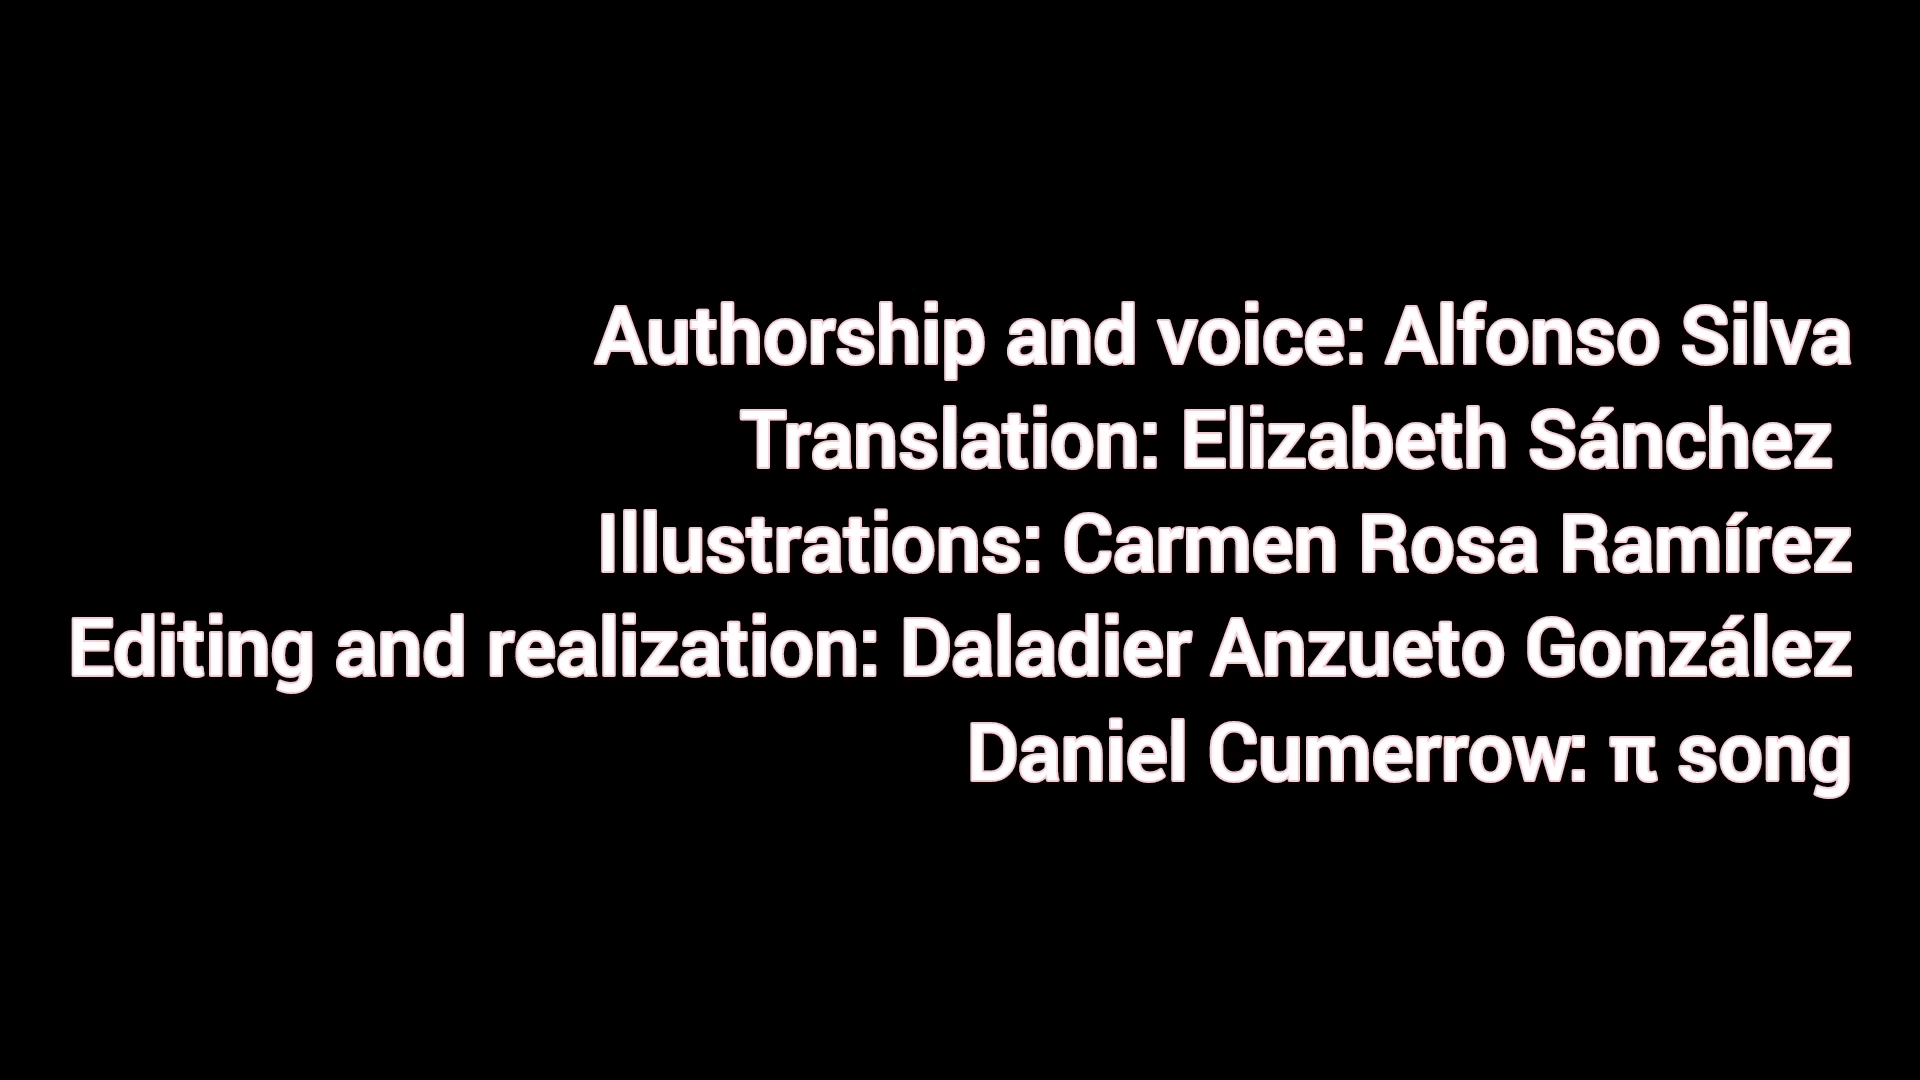 Authorship and voice: Alfonso Silva
Translation: Elizabeth Sánchez
Illustrations: Carmen Rosa Ramírez
Editing and realization: Daladier Anzueto González
Daniel Cumerrow: π song